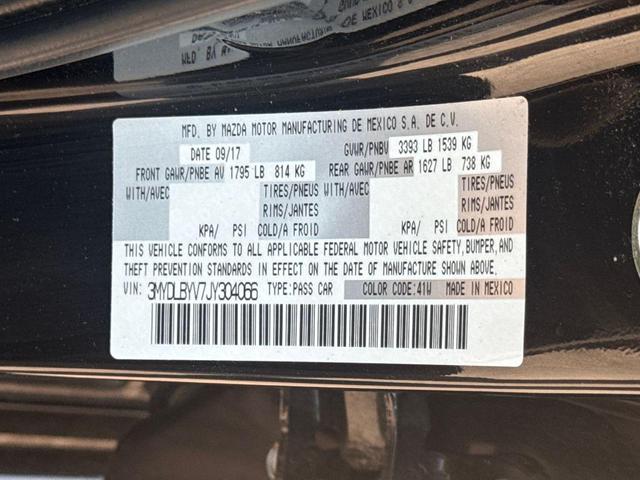 MFD. BY MAZDA MOTOR MANUFACTURING DE MEXICO S.A. DE C.V.
DATE 09/17 GVWR/PNBV 3393 LB 1539 KG
FRONT GAWR/PNBE AV 1795 LB 814 KG REAR GAWR/PNBE AR 1627 LB 738 KG
WITH/AVEC TIRES/PNEUS WITH/AVEC TIRES/PNEUS
RIMS/JANTES RIMS/JANTES
KPA/ PSI COLD/A FROID KPA/ PSI COLD/A FROID
THIS VEHICLE CONFORMS TO ALL APPLICABLE FEDERAL MOTOR VEHICLE SAFETY, BUMPER, AND
THEFT PREVENTION STANDARDS IN EFFECT ON THE DATE OF MANUFACTURE SHOWN ABOVE.
VIN: 3MYDLBYV7JY304066 TYPE: PASS CAR COLOR CODE: 41W MADE IN MEXICO